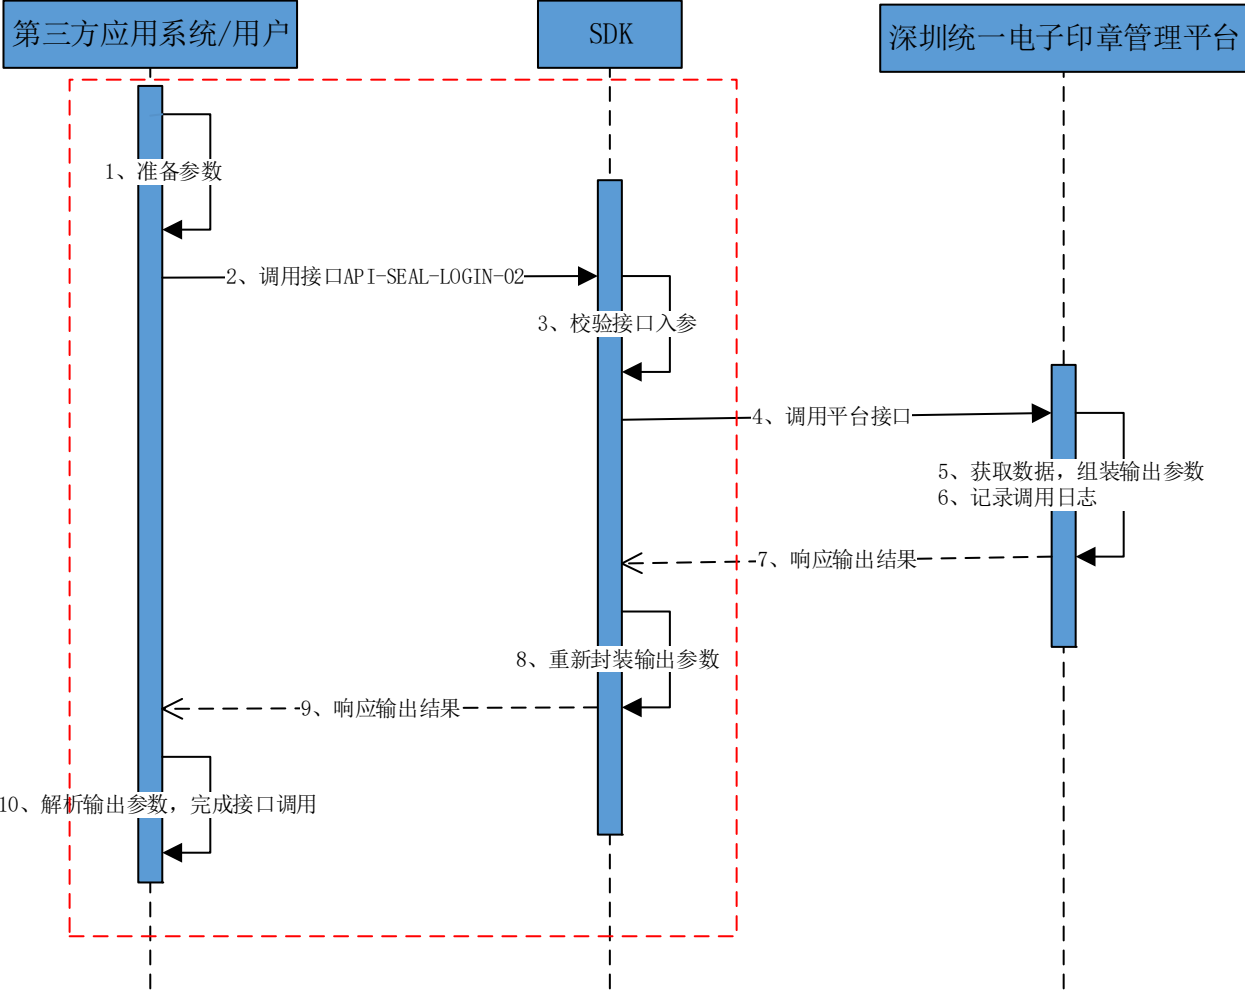 第三方应用系统/用户
SDK
深圳统一电子印章管理平台
1、准备参数
2、调用接口API-SEAL-LOGIN-02
3、校验接口入参
4、调用平台接口
5、获取数据，组装输出参数
6、记录调用日志
7、响应输出结果
8、重新封装输出参数
9、响应输出结果
10、解析输出参数，完成接口调用